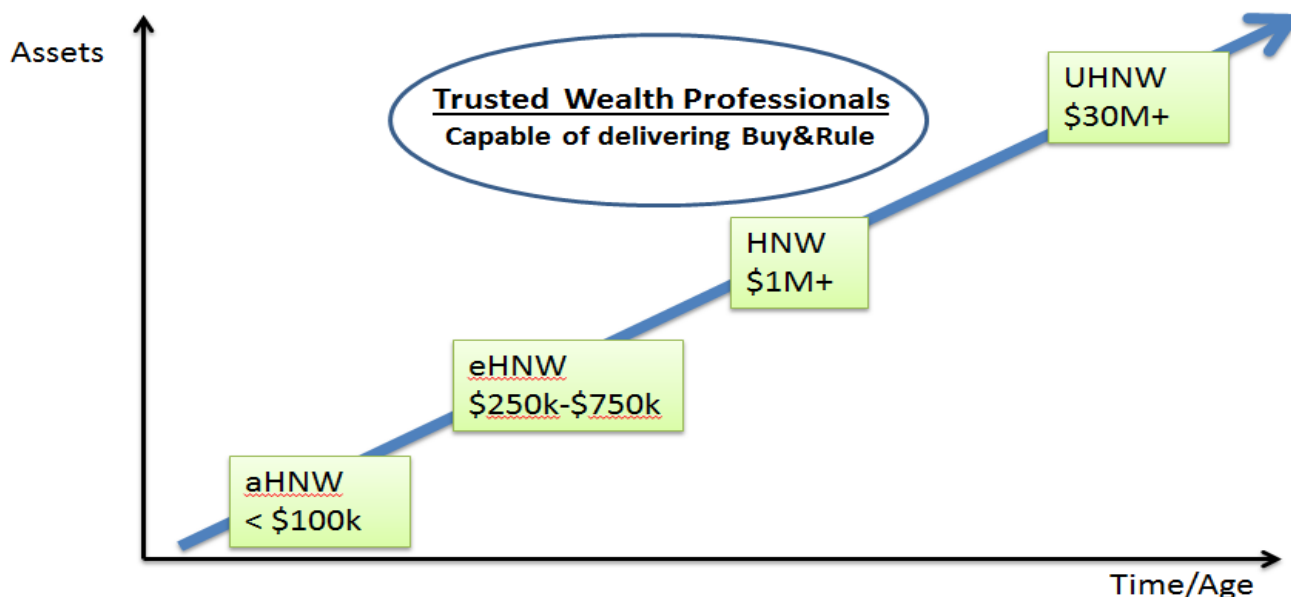 Assets
Trusted Wealth Professionals
Capable of delivering Buy&Rule
UHNW
$30M+
HNW
$1M+
eHNW
$250k-$750k
aHNW
< $100k
Time/Age